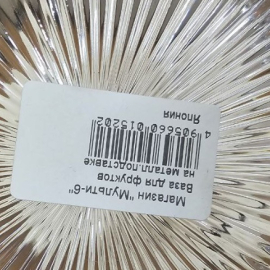 Магазин "Мульти-6"
Ваза для фруктов
на металл.подставке
4 905660 015202
Япония